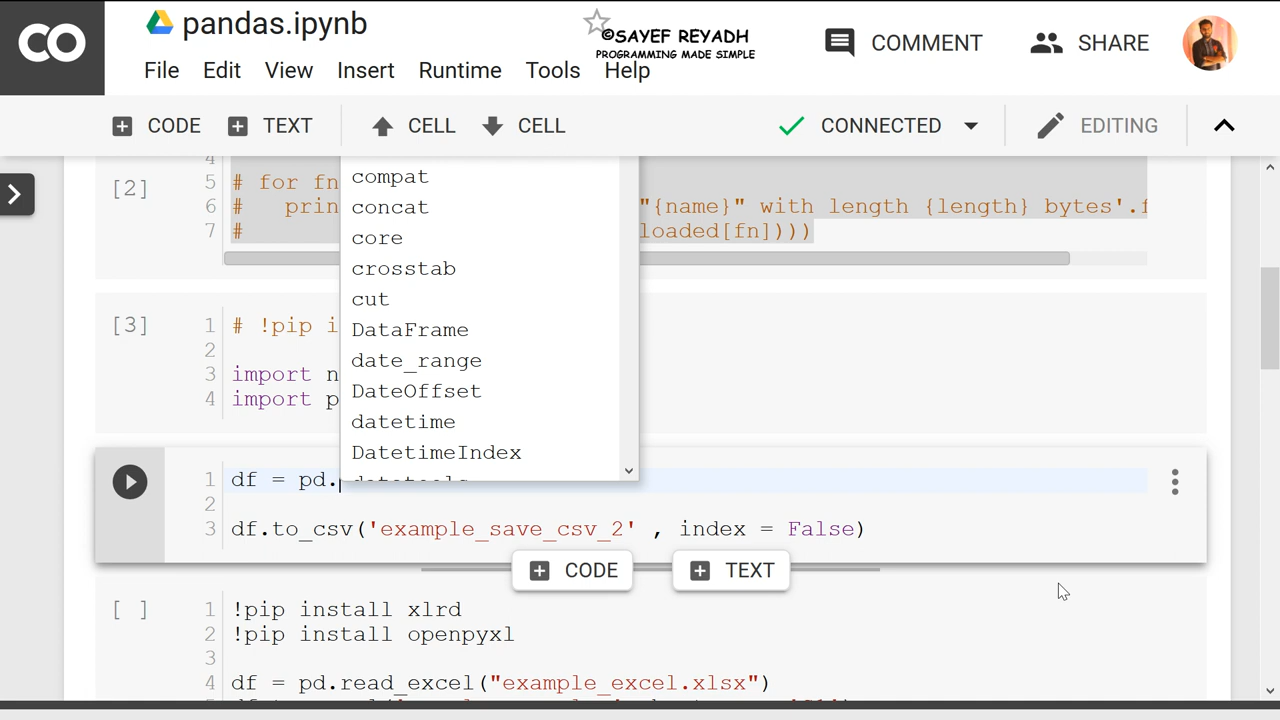 CO
pandas.ipynb
©SAYEF REYADH
PROGRAMMING MADE SIMPLE
COMMENT
SHARE
File Edit View Insert Runtime Tools Help
CODE TEXT CELL CELL CONNECTED EDITING
4
compat
[2] 5 # for fn
concat
6 # prin "{name}" with length {length} bytes'.f
7 # loaded[fn])))
core
crosstab
cut
[3] 1 # !pip i
DataFrame
2
date_range
3 import n
DateOffset
4 import p
datetime
DatetimeIndex
1 df = pd.
2
3 df.to_csv('example_save_csv_2' , index = False)
CODE TEXT
[ ] 1 !pip install xlrd
2 !pip install openpyxl
3
4 df = pd.read_excel("example_excel.xlsx")